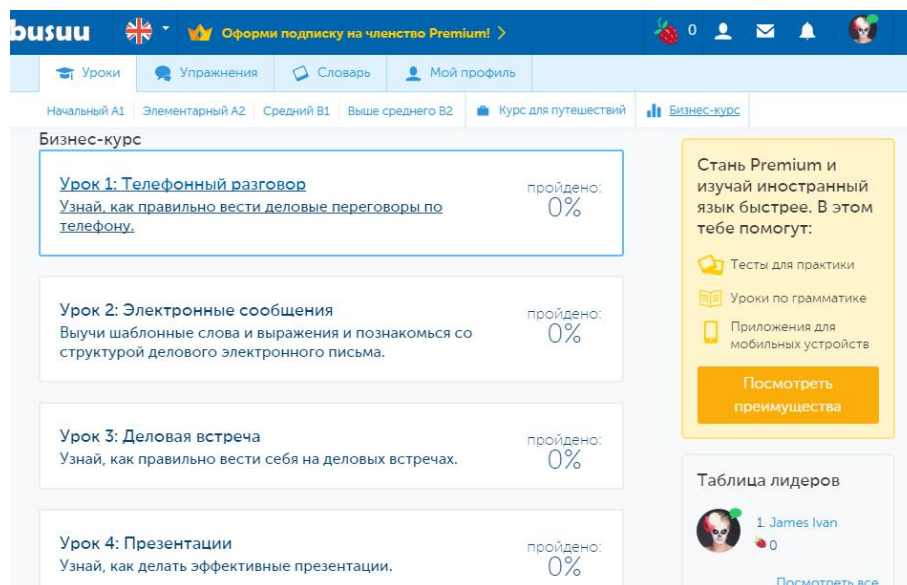 busuu
Оформи подписку на членство Premium!
0
Уроки
Упражнения
Словарь
Мой профиль
Начальный A1
Элементарный A2
Средний B1
Выше среднего B2
Курс для путешествий
Бизнес-курс
Бизнес-курс
Урок 1: Телефонный разговор
Узнай, как правильно вести деловые переговоры по
телефону.
пройдено:
0%
Урок 2: Электронные сообщения
Выучи шаблонные слова и выражения и познакомься со
структурой делового электронного письма.
пройдено:
0%
Урок 3: Деловая встреча
Узнай, как правильно вести себя на деловых встречах.
пройдено:
0%
Урок 4: Презентации
Узнай, как делать эффективные презентации.
пройдено:
0%
Стань Premium и
изучай иностранный
язык быстрее. В этом
тебе помогут:
Тесты для практики
Уроки по грамматике
Приложения для
мобильных устройств
Посмотреть
преимущества
Таблица лидеров
1. James Ivan
0
Посмотреть все